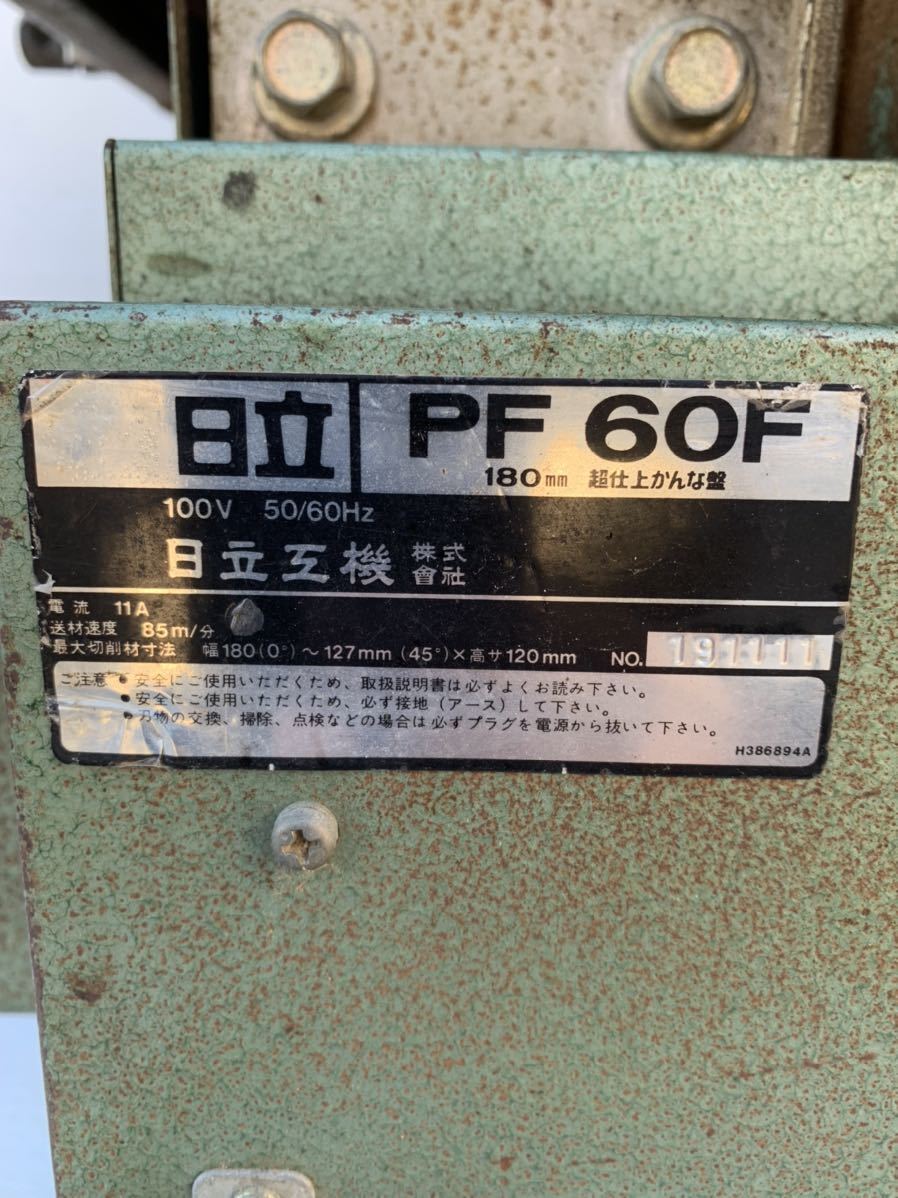 日立
PF 60F
180mm 超仕上かんな盤
100V 50/60Hz
日立工機 株式會社
電流 11A
送材速度 85m/分
最大切削材寸法 幅180(0°)～127mm(45°)×高サ120mm NO. 191111
ご注意 ●安全にご使用いただくため、取扱説明書は必ずよくお読み下さい。
●安全にご使用いただくため、必ず接地(アース)して下さい。
●刃物の交換、掃除、点検などの場合は必ずプラグを電源から抜いて下さい。
H386894A